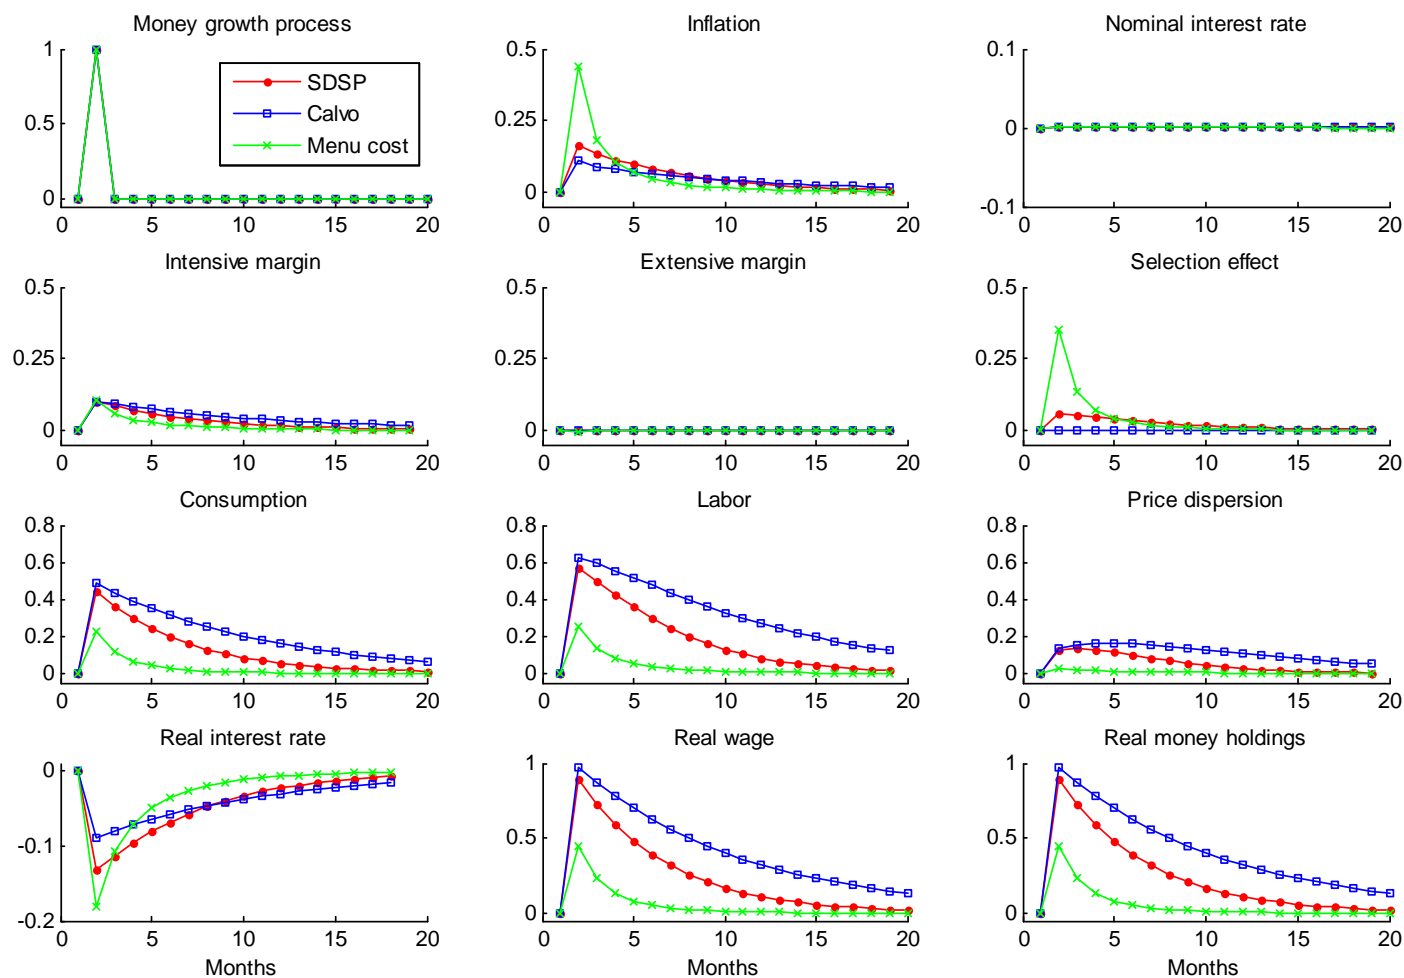 Money growth process
Inflation
Nominal interest rate
1
0.5
0
0 5 10 15 20
SDSP
Calvo
Menu cost
0.5
0.25
0
0 5 10 15 20
0.1
0
-0.1
0 5 10 15 20
Intensive margin
Extensive margin
Selection effect
0.5
0.25
0
0 5 10 15 20
0.5
0.25
0
0 5 10 15 20
0.5
0.25
0
0 5 10 15 20
Consumption
Labor
Price dispersion
0.8
0.6
0.4
0.2
0
0 5 10 15 20
0.8
0.6
0.4
0.2
0
0 5 10 15 20
0.8
0.6
0.4
0.2
0
0 5 10 15 20
Real interest rate
Real wage
Real money holdings
0
-0.1
-0.2
0 5 10 15 20
Months
1
0.5
0
0 5 10 15 20
Months
1
0.5
0
0 5 10 15 20
Months